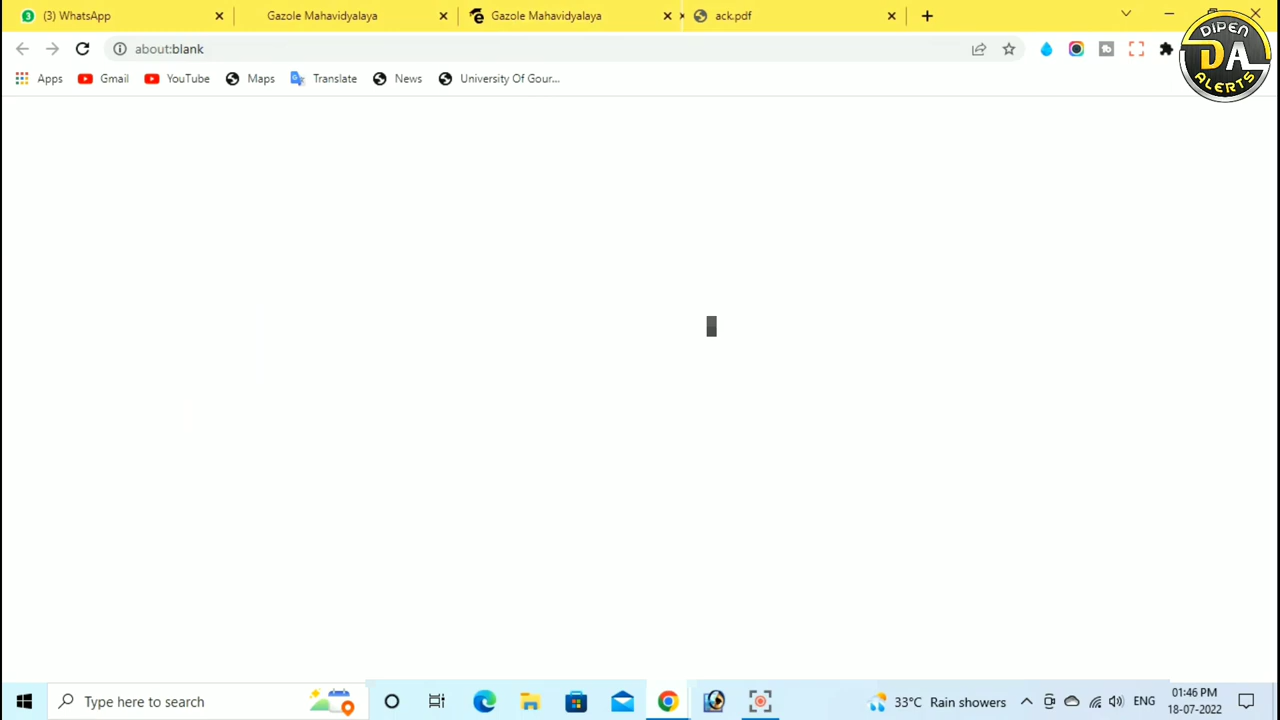 (3) WhatsApp
Gazole Mahavidyalaya
Gazole Mahavidyalaya
ack.pdf
about:blank
DIPEN
DA
ALERTS
Apps
Gmail
YouTube
Maps
Translate
News
University Of Gour...
Type here to search
33°C Rain showers
ENG
01:46 PM
18-07-2022